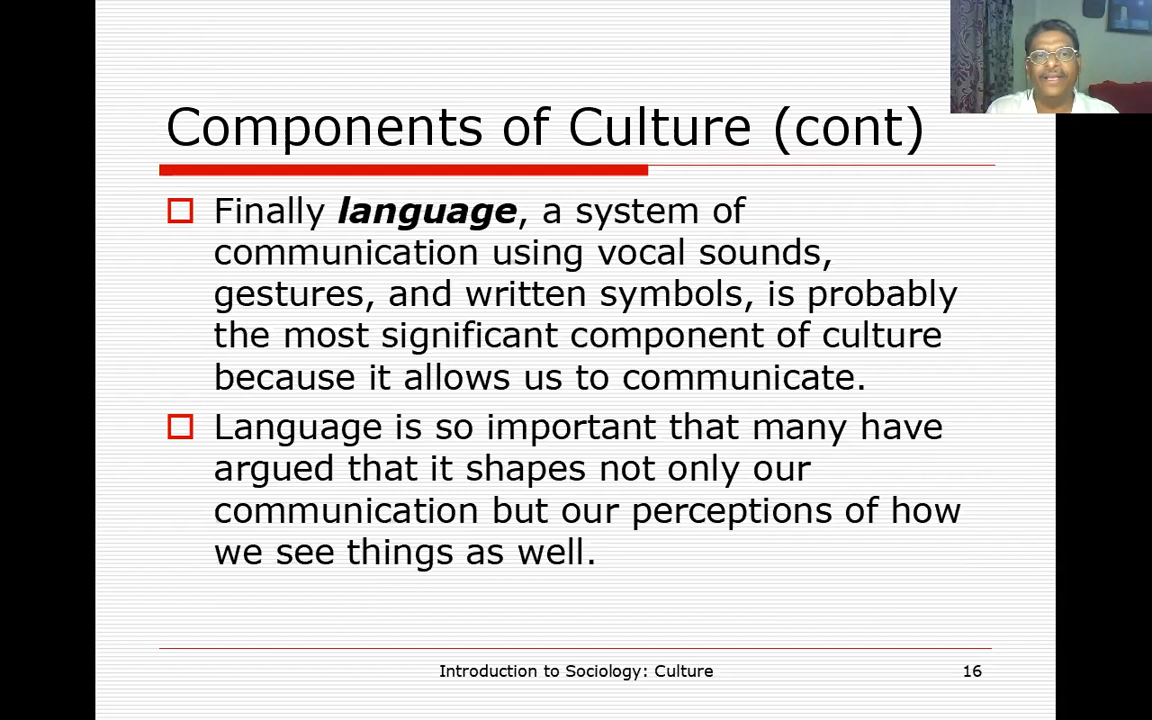 Components of Culture (cont)
Finally language, a system of
communication using vocal sounds,
gestures, and written symbols, is probably
the most significant component of culture
because it allows us to communicate.
Language is so important that many have
argued that it shapes not only our
communication but our perceptions of how
we see things as well.
Introduction to Sociology: Culture
16